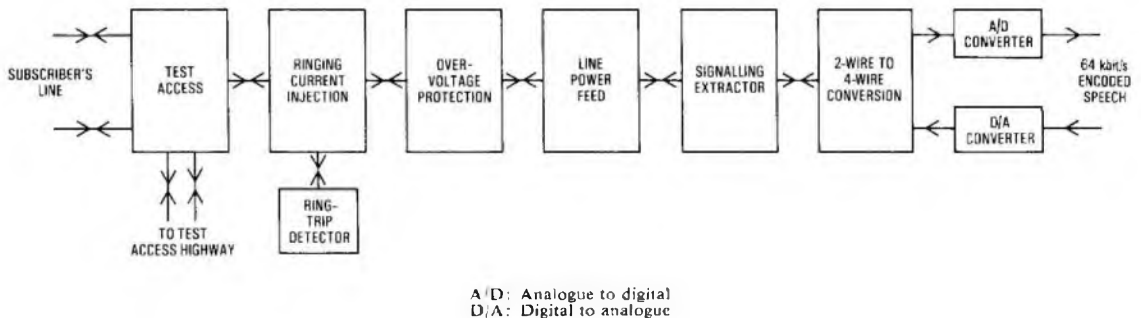 SUBSCRIBER'S
LINE
TEST
ACCESS
TO TEST
ACCESS HIGHWAY
RINGING
CURRENT
INJECTION
RING-
TRIP
DETECTOR
OVER-
VOLTAGE
PROTECTION
LINE
POWER
FEED
SIGNALLING
EXTRACTOR
2-WIRE TO
4-WIRE
CONVERSION
A/D
CONVERTER
D/A
CONVERTER
64 kbit/s
ENCODED
SPEECH
A/D: Analogue to digital
D/A: Digital to analogue